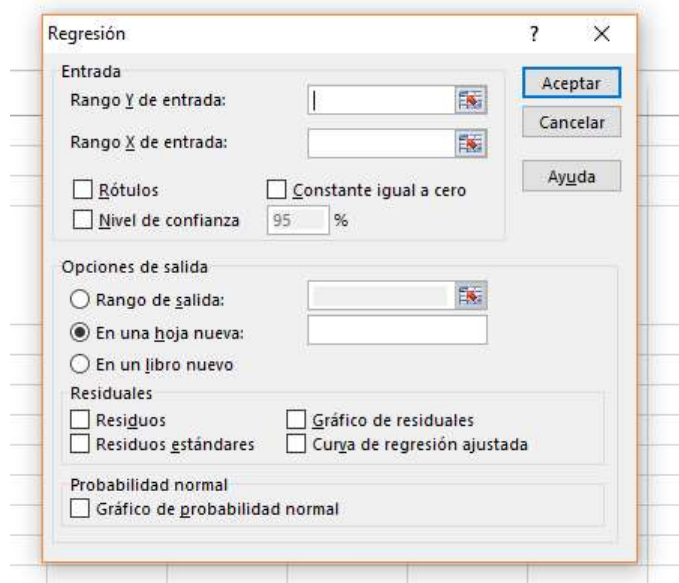 Regresión ?
Entrada
Rango Y de entrada:
Rango X de entrada:
Rótulos Constante igual a cero
Nivel de confianza 95 %
Aceptar
Cancelar
Ayuda
Opciones de salida
Rango de salida:
En una hoja nueva:
En un libro nuevo
Residuales
Residuos Gráfico de residuales
Residuos estándares Curva de regresión ajustada
Probabilidad normal
Gráfico de probabilidad normal